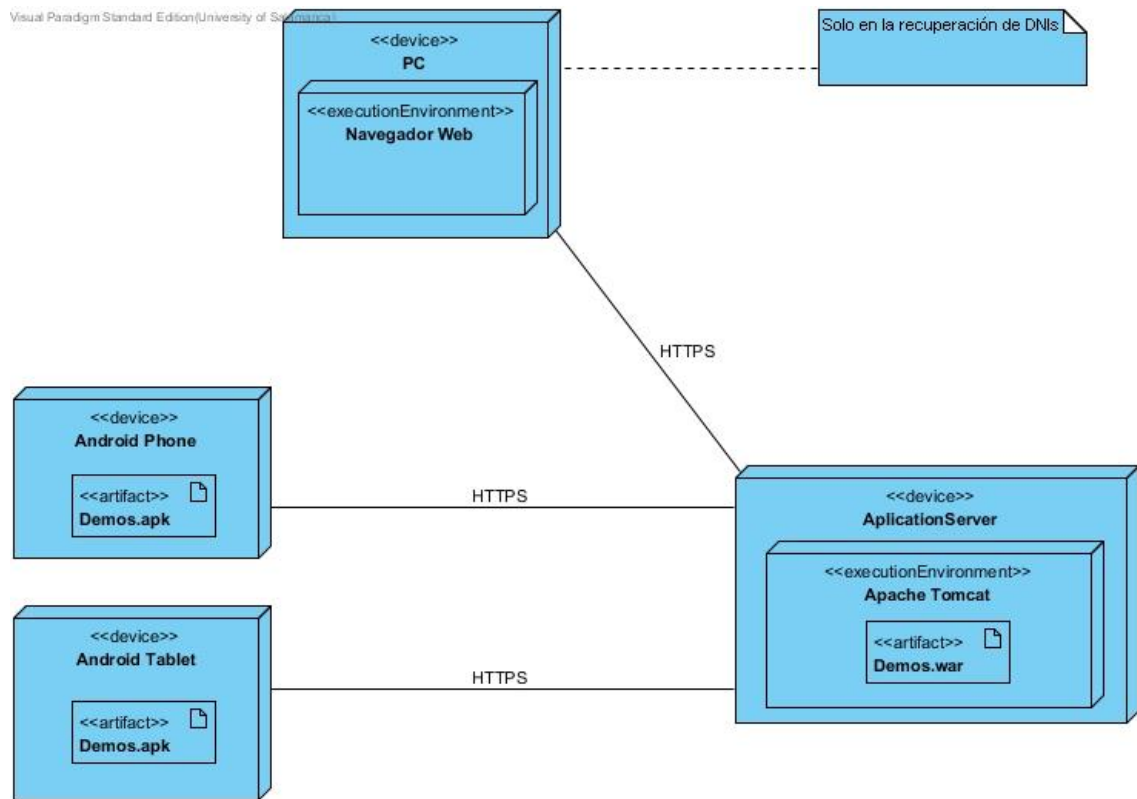 Visual Paradigm Standard Edition(University of Salamanca)
<<device>>
PC
<<executionEnvironment>>
Navegador Web
Solo en la recuperación de DNIs
HTTPS
<<device>>
Android Phone
<<artifact>>
Demos.apk
HTTPS
<<device>>
AplicationServer
<<executionEnvironment>>
Apache Tomcat
<<artifact>>
Demos.war
<<device>>
Android Tablet
<<artifact>>
Demos.apk
HTTPS